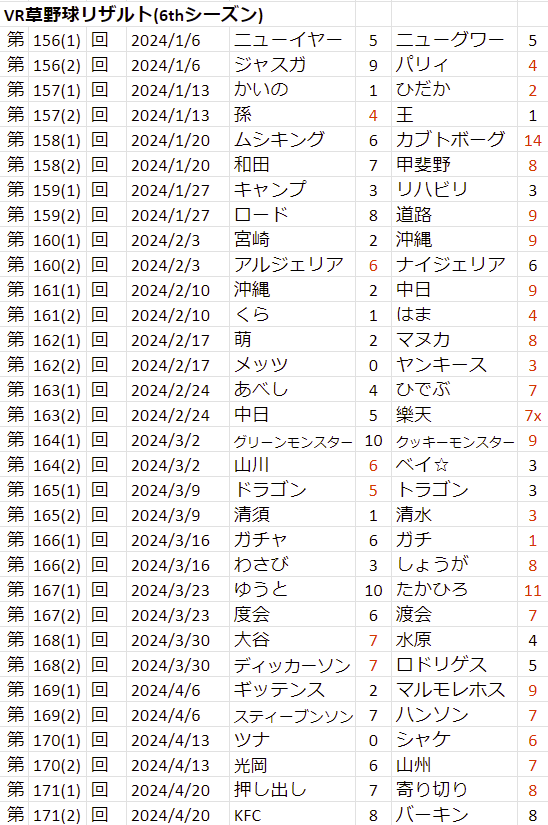 VR草野球リザルト(6thシーズン)
第 156(1) 回 2024/1/6 ニューイヤー 5 ニューグワー 5
第 156(2) 回 2024/1/6 ジャスガ 9 パリィ 4
第 157(1) 回 2024/1/13 かいの 1 ひだか 2
第 157(2) 回 2024/1/13 孫 4 王 1
第 158(1) 回 2024/1/20 ムシキング 6 カブトボーグ 14
第 158(2) 回 2024/1/20 和田 7 甲斐野 8
第 159(1) 回 2024/1/27 キャンプ 3 リハビリ 3
第 159(2) 回 2024/1/27 ロード 8 道路 9
第 160(1) 回 2024/2/3 宮崎 2 沖縄 9
第 160(2) 回 2024/2/3 アルジェリア 6 ナイジェリア 6
第 161(1) 回 2024/2/10 沖縄 2 中日 9
第 161(2) 回 2024/2/10 くら 1 はま 4
第 162(1) 回 2024/2/17 萌 2 マヌカ 8
第 162(2) 回 2024/2/17 メッツ 0 ヤンキース 3
第 163(1) 回 2024/2/24 あべし 4 ひでぶ 7
第 163(2) 回 2024/2/24 中日 5 樂天 7x
第 164(1) 回 2024/3/2 グリーンモンスター 10 クッキーモンスター 9
第 164(2) 回 2024/3/2 山川 6 ベイ☆ 3
第 165(1) 回 2024/3/9 ドラゴン 5 トラゴン 3
第 165(2) 回 2024/3/9 清須 1 清水 3
第 166(1) 回 2024/3/16 ガチャ 6 ガチ 1
第 166(2) 回 2024/3/16 わさび 3 しょうが 8
第 167(1) 回 2024/3/23 ゆうと 10 たかひろ 11
第 167(2) 回 2024/3/23 度会 6 渡会 7
第 168(1) 回 2024/3/30 大谷 7 水原 4
第 168(2) 回 2024/3/30 ディッカーソン 7 ロドリゲス 5
第 169(1) 回 2024/4/6 ギッテンス 2 マルモレホス 9
第 169(2) 回 2024/4/6 スティーブンソン 7 ハンソン 7
第 170(1) 回 2024/4/13 ツナ 0 シャケ 6
第 170(2) 回 2024/4/13 光岡 6 山州 7
第 171(1) 回 2024/4/20 押し出し 7 寄り切り 8
第 171(2) 回 2024/4/20 KFC 8 バーキン 8